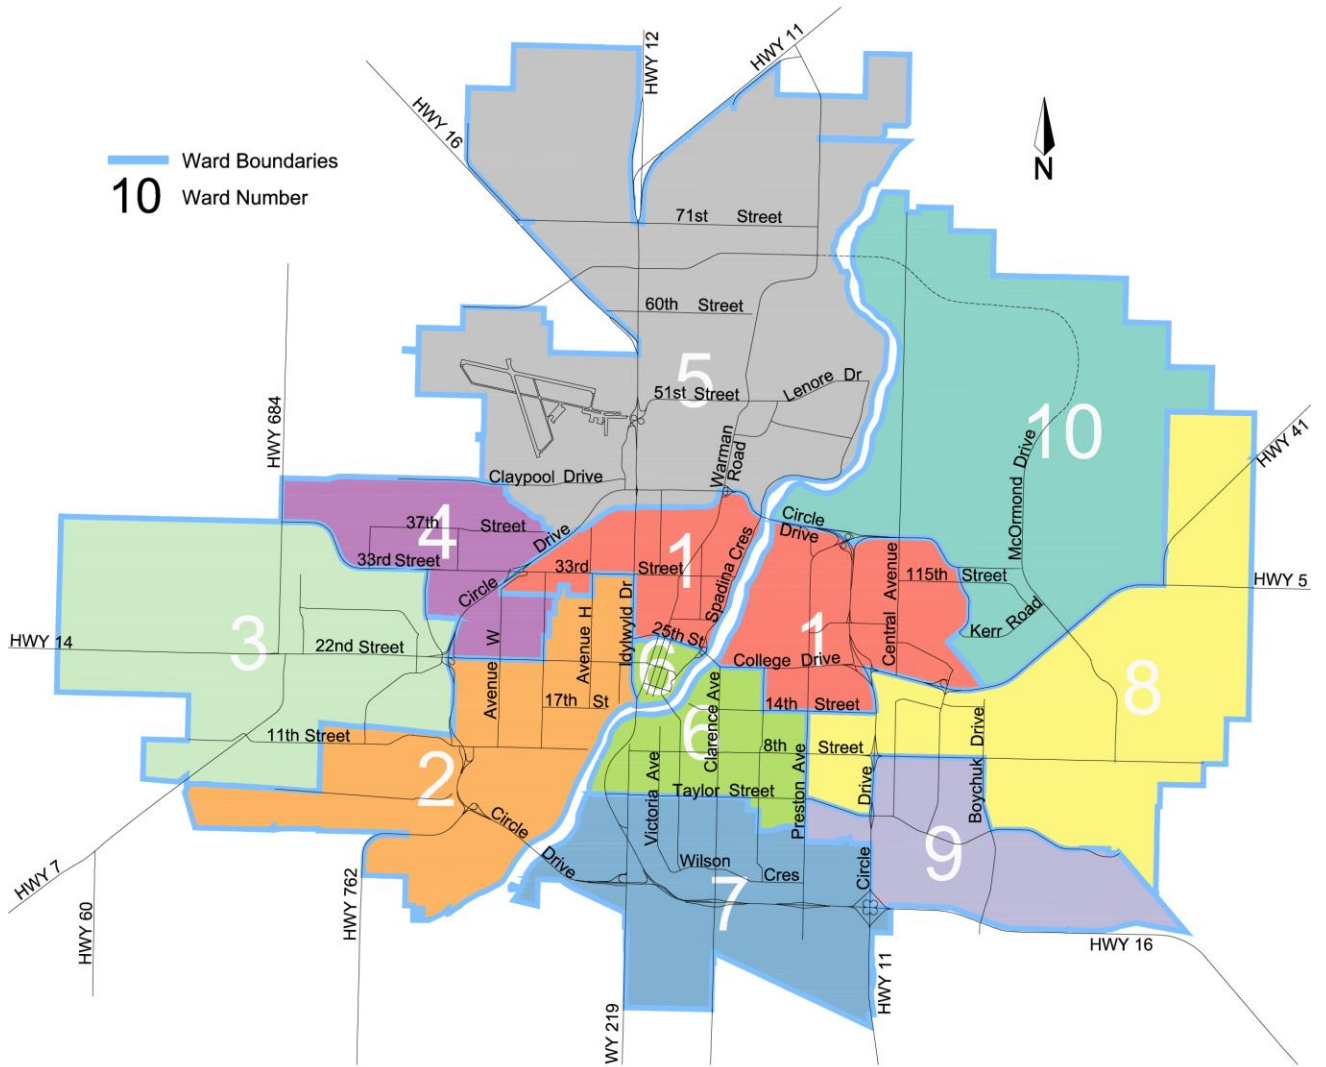 HWY 12
HWY 11
HWY 16
Ward Boundaries
10 Ward Number
N
71st Street
60th Street
5
51st Street
Lenore Dr
10
HWY 684
HWY 41
Warman
Road
McOrmond Drive
Claypool Drive
4
37th Street
Circle
Drive
33rd Street
Circle Drive
33rd Street
1
Spadina Cres
Central Avenue
115th Street
HWY 5
Kerr Road
HWY 14
3
22nd Street
Avenue W
Avenue H
Idylwyld Dr
25th St
6
1
College Drive
8
17th St
14th Street
Clarence Ave
6
11th Street
8th Street
Boychuk Drive
2
Victoria Ave
Taylor Street
Preston Ave
Circle Drive
Circle
Drive
Wilson
Cres
9
7
HWY 7
HWY 60
HWY 762
HWY 16
HWY 11
WY 219